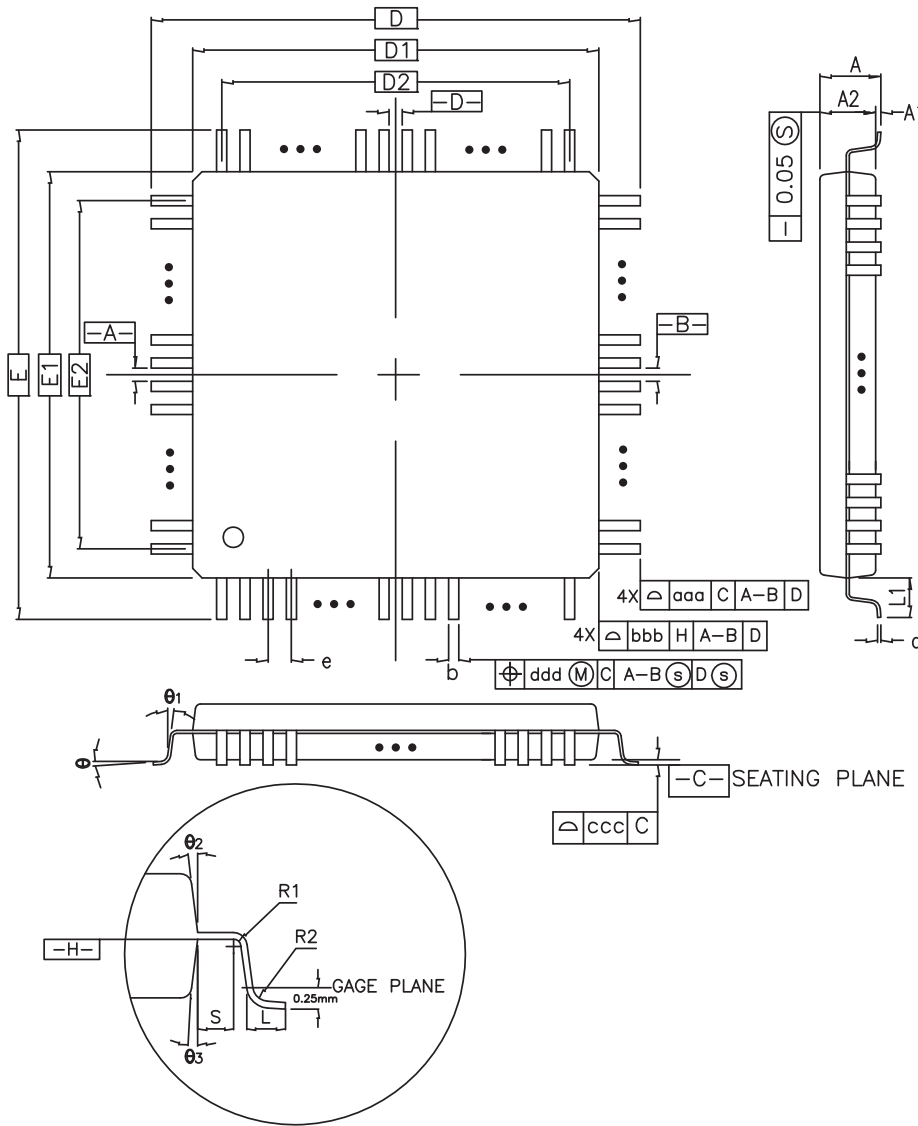 D
D1
D2
-D-
A
A2
A1
0.05 S
-A-
-B-
E
E1
E2
4X aaa C A-B D
4X bbb H A-B D
ddd M C A-B s D s
e
b
L1
c
θ1
θ
-C- SEATING PLANE
ccc C
θ2
R1
-H-
R2
GAGE PLANE
0.25mm
S
L
θ3